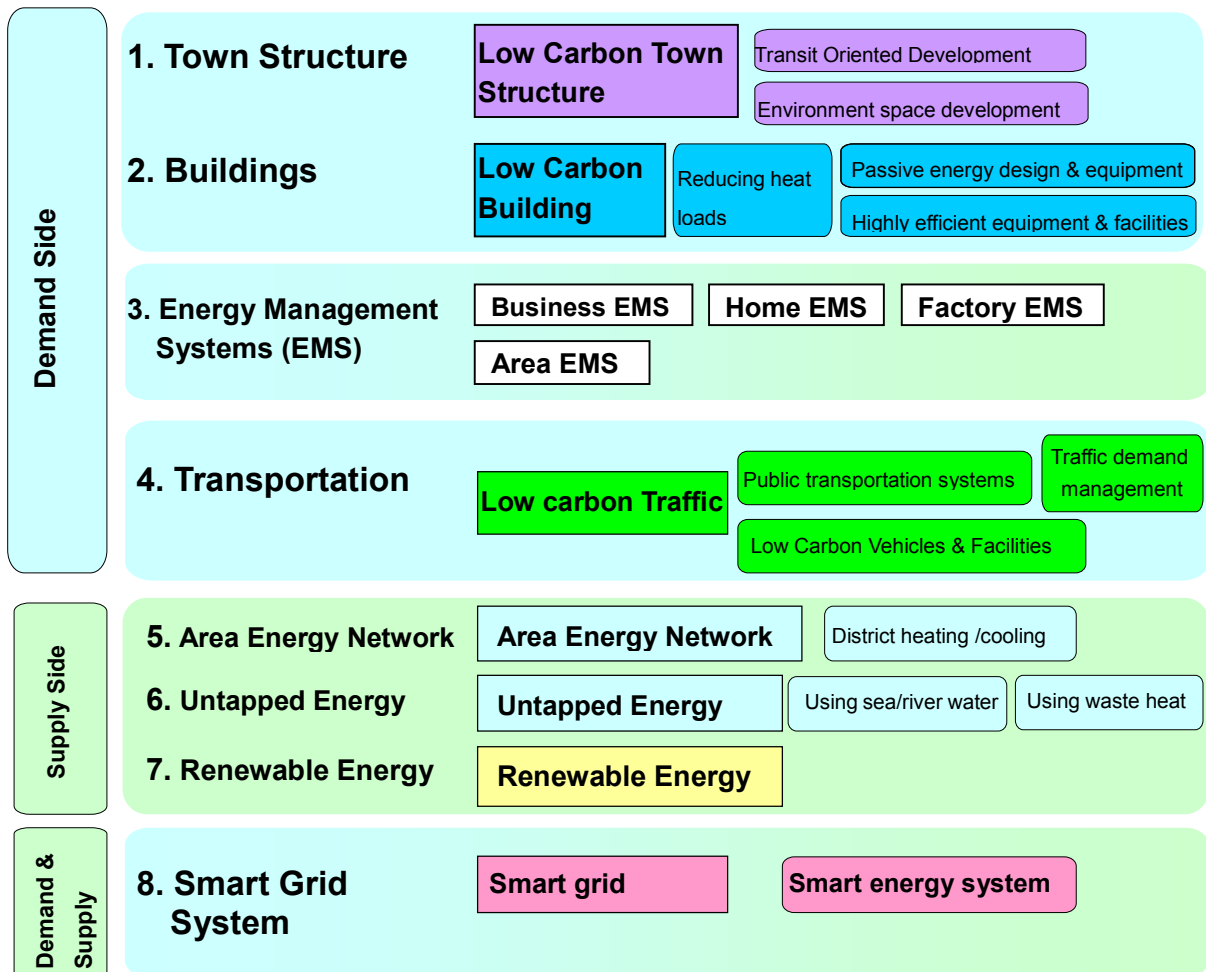 Demand Side
1. Town Structure
Low Carbon Town
Structure
Transit Oriented Development
Environment space development
2. Buildings
Low Carbon
Building
Reducing heat
loads
Passive energy design & equipment
Highly efficient equipment & facilities
3. Energy Management
Systems (EMS)
Business EMS
Home EMS
Factory EMS
Area EMS
4. Transportation
Low carbon Traffic
Public transportation systems
Traffic demand
management
Low Carbon Vehicles & Facilities
Supply Side
5. Area Energy Network
Area Energy Network
District heating /cooling
6. Untapped Energy
Untapped Energy
Using sea/river water
Using waste heat
7. Renewable Energy
Renewable Energy
Demand &
Supply
8. Smart Grid
System
Smart grid
Smart energy system